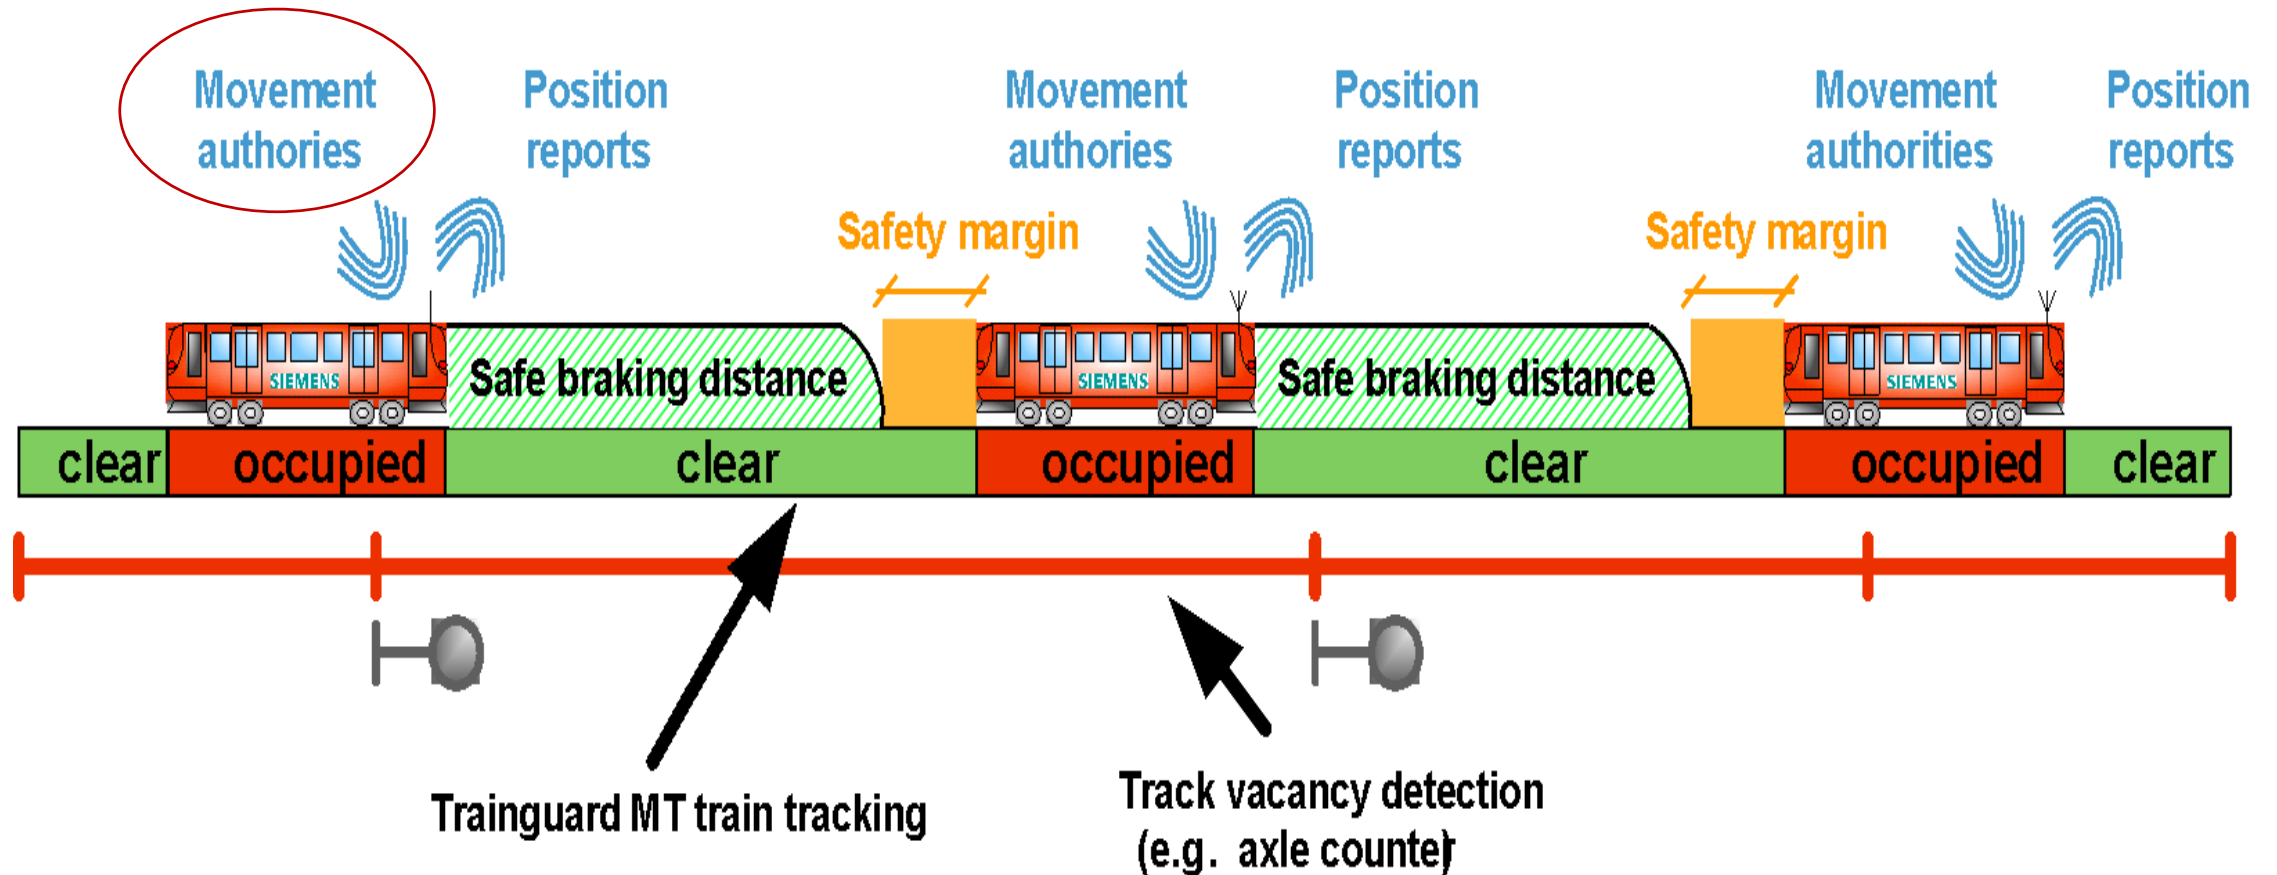 Movement
authories
Position
reports
Movement
authories
Position
reports
Movement
authorities
Position
reports
Safety margin
Safety margin
SIEMENS
Safe braking distance
SIEMENS
Safe braking distance
SIEMENS
clear
occupied
clear
occupied
clear
occupied
clear
Trainguard MT train tracking
Track vacancy detection
(e.g. axle counter